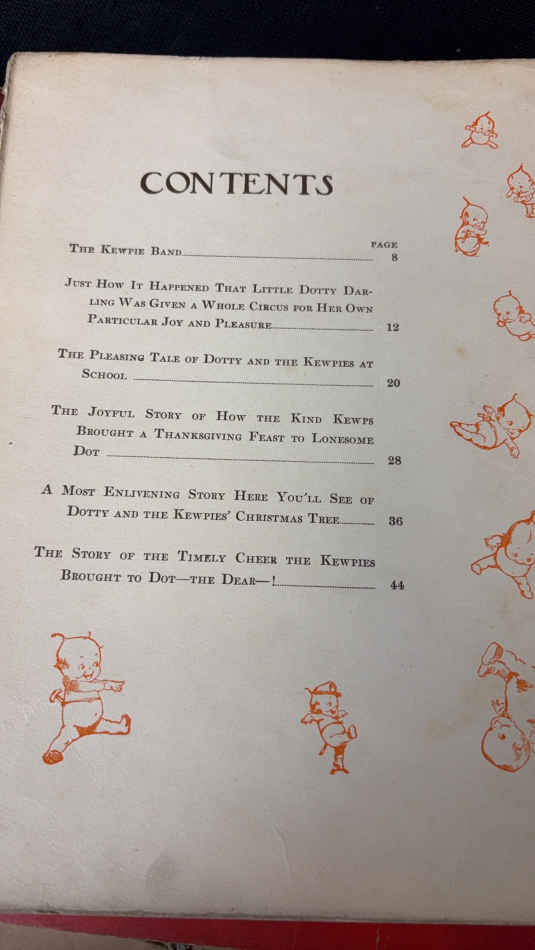 CONTENTS
PAGE
The Kewpie Band 8
Just How It Happened That Little Dotty Dar-
ling Was Given a Whole Circus for Her Own
Particular Joy and Pleasure 12
The Pleasing Tale of Dotty and the Kewpies at
School 20
The Joyful Story of How the Kind Kewps
Brought a Thanksgiving Feast to Lonesome
Dot 28
A Most Enlivening Story Here You'll See of
Dotty and the Kewpies' Christmas Tree 36
The Story of the Timely Cheer the Kewpies
Brought to Dot—the Dear—! 44